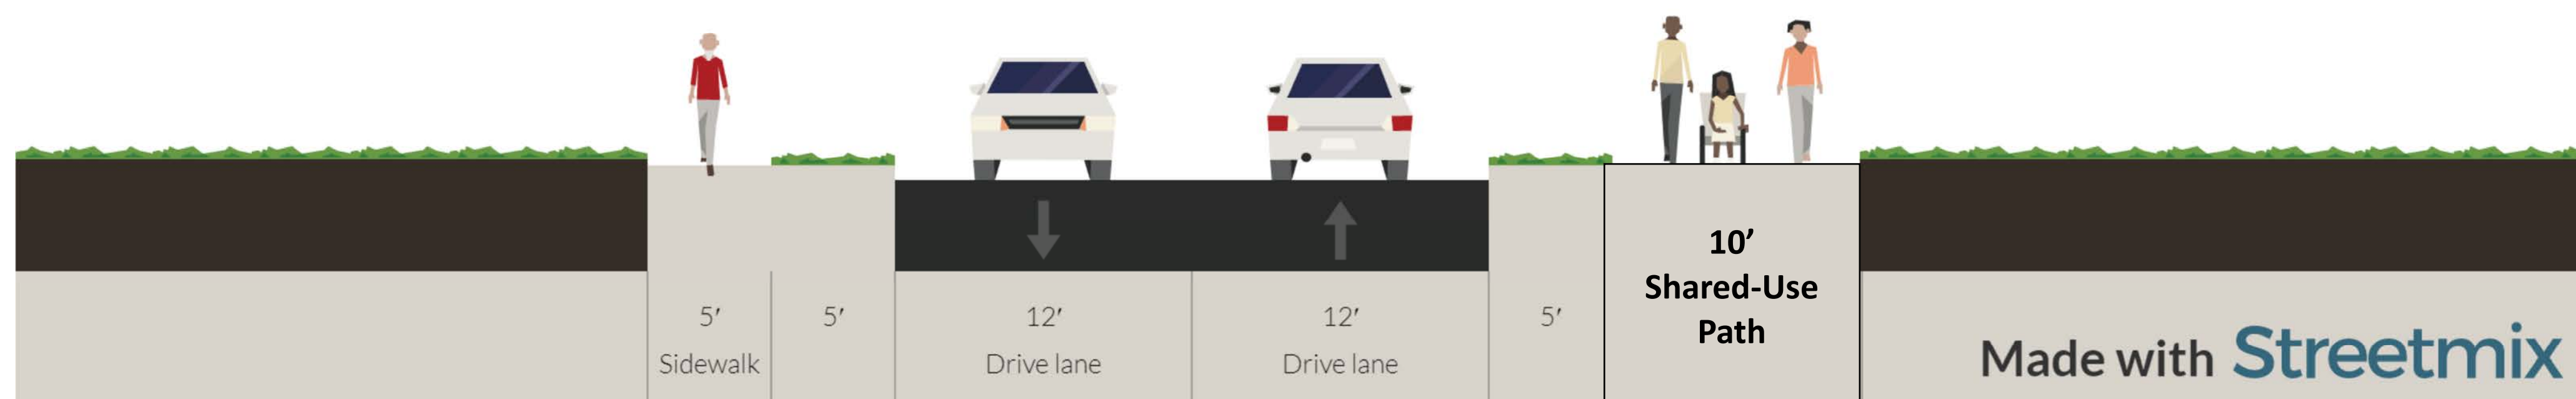 5′
Sidewalk
5′
12′
Drive lane
12′
Drive lane
5′
10’
Shared-Use
Path
Made with Streetmix